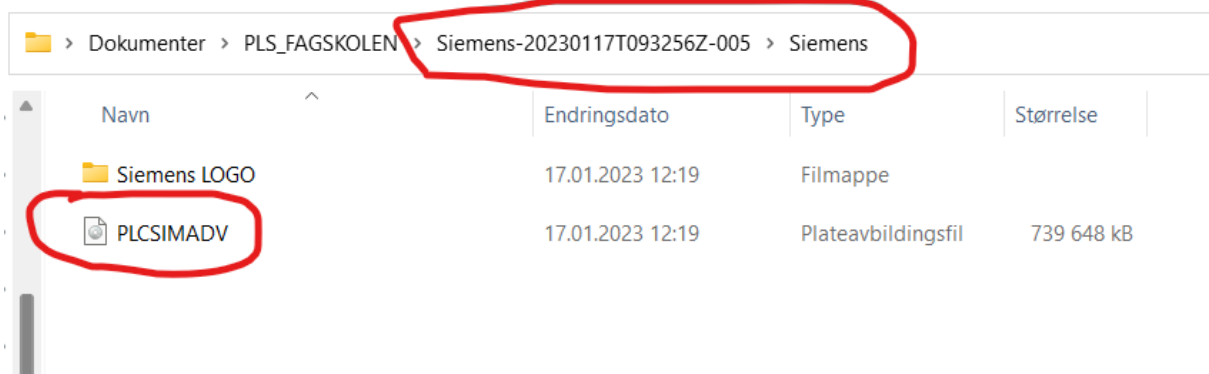 Dokumenter > PLS_FAGSKOLEN > Siemens-20230117T093256Z-005 > Siemens
Navn Endringsdato Type Størrelse
Siemens LOGO 17.01.2023 12:19 Filmappe
PLCSIMADV 17.01.2023 12:19 Plateavbildingsfil 739 648 kB